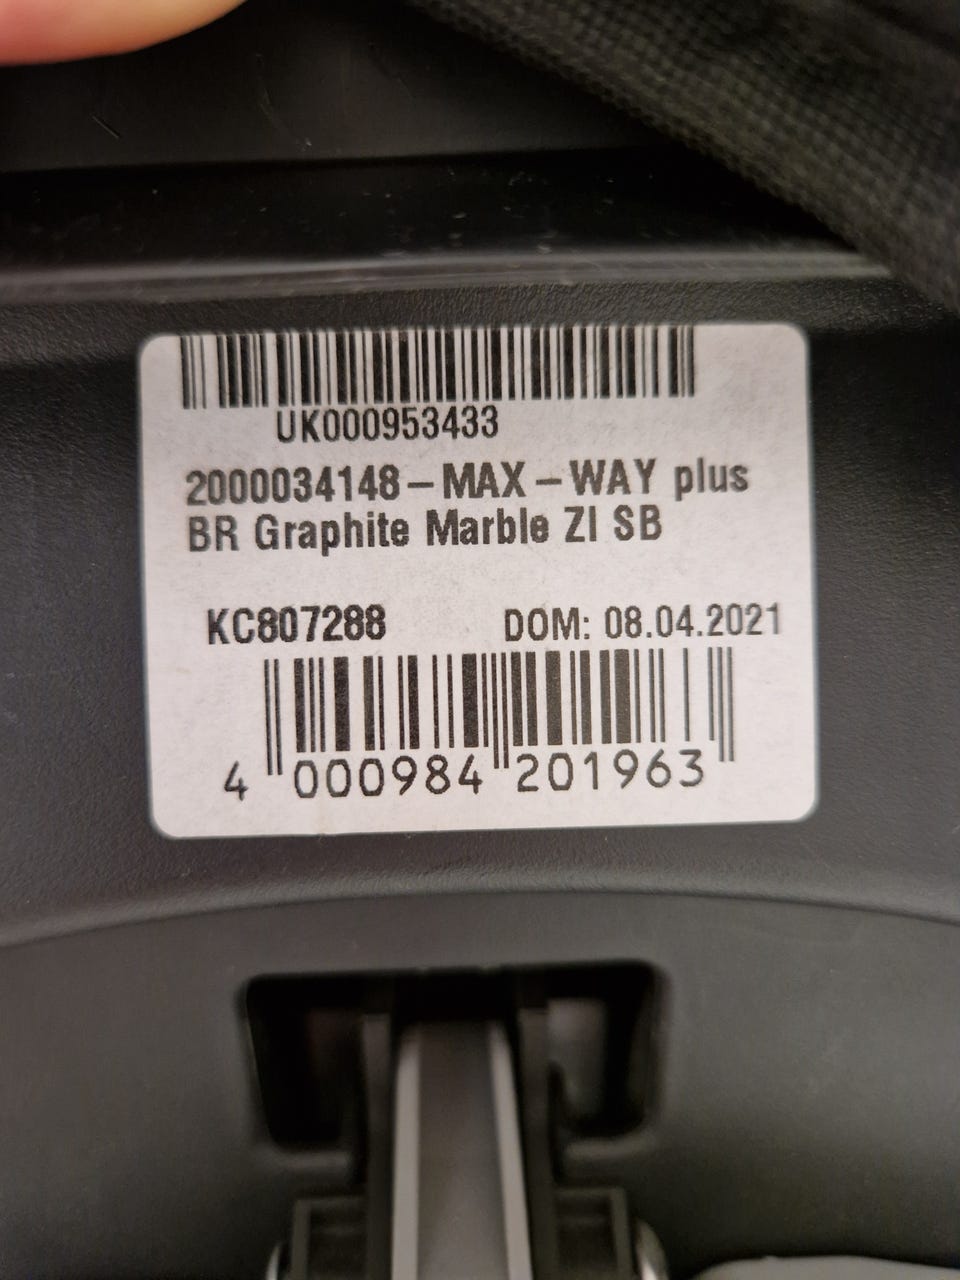 UK000953433
2000034148-MAX-WAY plus
BR Graphite Marble ZI SB
KC807288 DOM: 08.04.2021
4 000984 201963